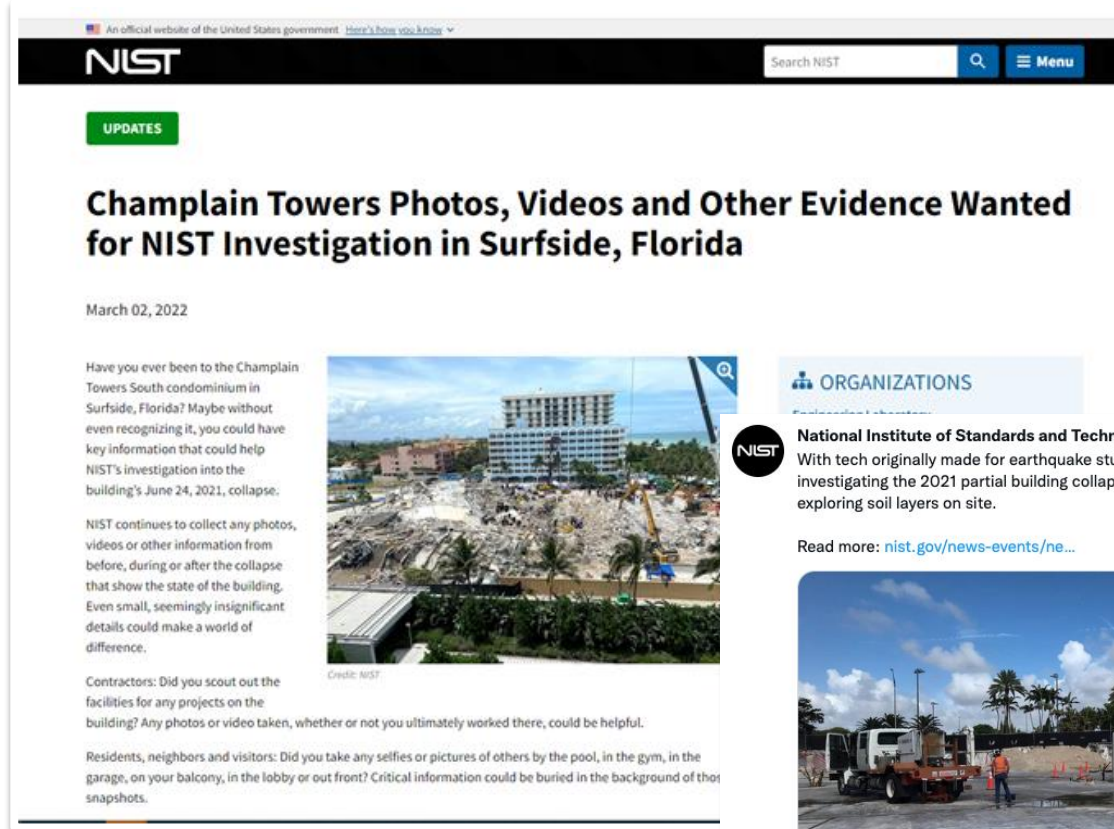 An official website of the United States government Here's how you know
NIST
Search NIST
Menu
UPDATES
Champlain Towers Photos, Videos and Other Evidence Wanted
for NIST Investigation in Surfside, Florida
March 02, 2022
Have you ever been to the Champlain
Towers South condominium in
Surfside, Florida? Maybe without
even recognizing it, you could have
key information that could help
NIST's investigation into the
building's June 24, 2021, collapse.
NIST continues to collect any photos,
videos or other information from
before, during or after the collapse
that show the state of the building.
Even small, seemingly insignificant
details could make a world of
difference.
Contractors: Did you scout out the
facilities for any projects on the
building? Any photos or video taken, whether or not you ultimately worked there, could be helpful.
Residents, neighbors and visitors: Did you take any selfies or pictures of others by the pool, in the gym, in the
garage, on your balcony, in the lobby or out front? Critical information could be buried in the background of thos
snapshots.
Credit: NIST
ORGANIZATIONS
NIST
National Institute of Standards and Techn
With tech originally made for earthquake stu
investigating the 2021 partial building collap
exploring soil layers on site.
Read more: nist.gov/news-events/ne...